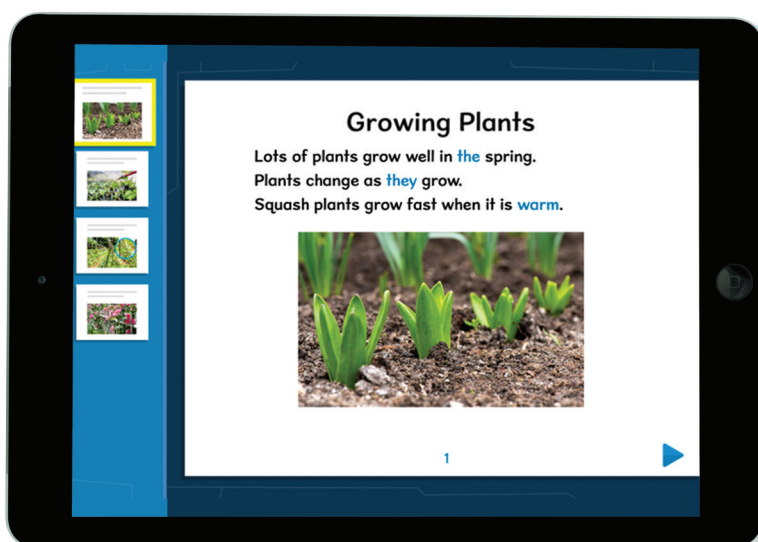 Growing Plants
Lots of plants grow well in the spring.
Plants change as they grow.
Squash plants grow fast when it is warm.
1